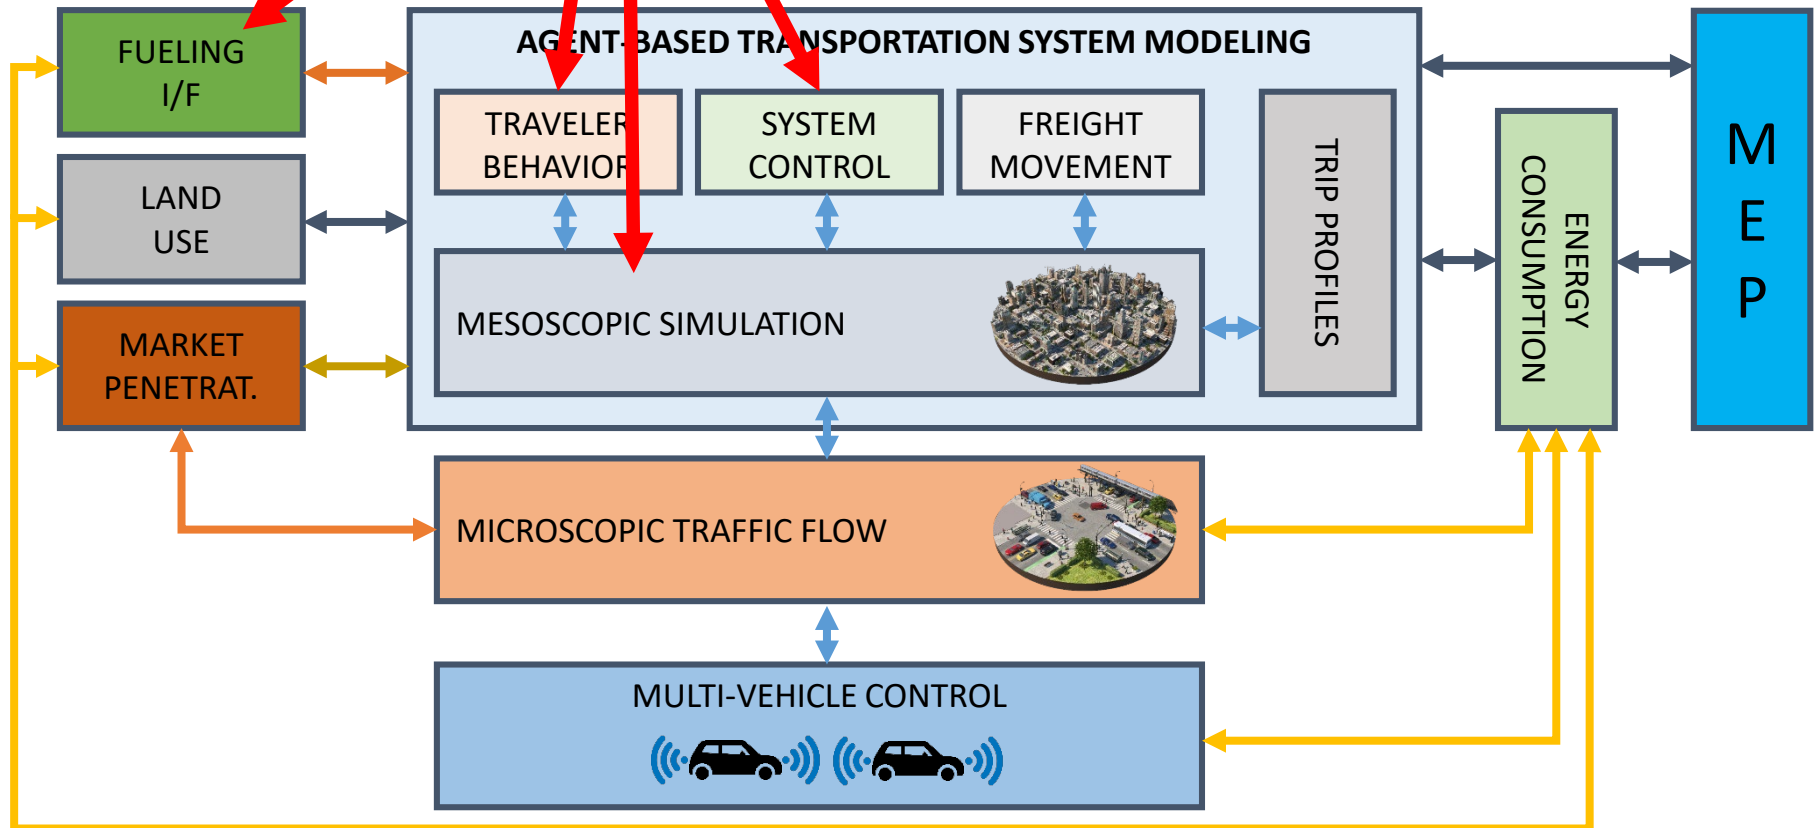 AGENT-BASED TRANSPORTATION SYSTEM MODELING
FUELING
I/F
LAND
USE
MARKET
PENETRAT.
TRAVELER
BEHAVIOR
SYSTEM
CONTROL
FREIGHT
MOVEMENT
MESOSCOPIC SIMULATION
TRIP PROFILES
ENERGY
CONSUMPTION
M
E
P
MICROSCOPIC TRAFFIC FLOW
MULTI-VEHICLE CONTROL